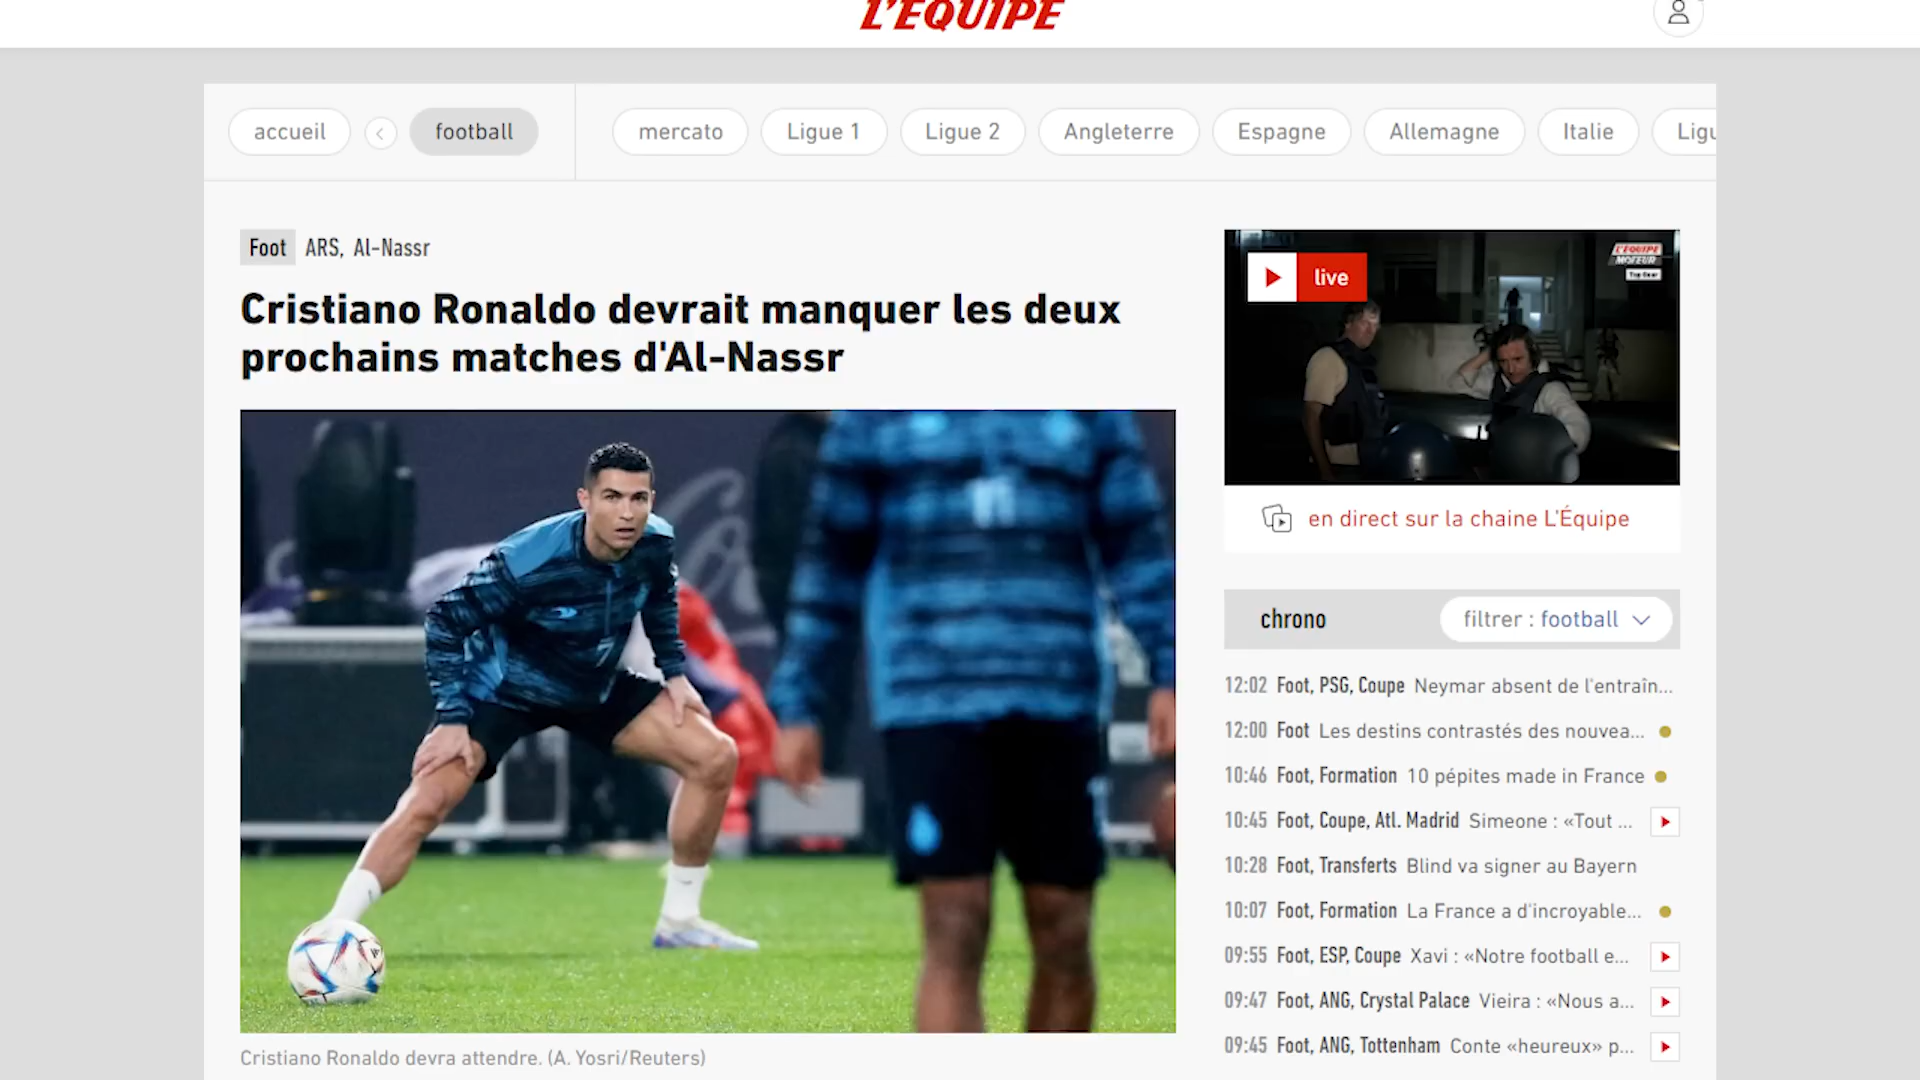 L'ÉQUIPE
accueil
football
mercato
Ligue 1
Ligue 2
Angleterre
Espagne
Allemagne
Italie
Ligu
Foot ARS, Al-Nassr
Cristiano Ronaldo devrait manquer les deux
prochains matches d'Al-Nassr
Cristiano Ronaldo devra attendre. (A. Yosri/Reuters)
live
L'ÉQUIPE
MOTEUR
Top Gear
en direct sur la chaine L'Équipe
chrono
filtrer : football
12:02 Foot, PSG, Coupe Neymar absent de l'entraîn...
12:00 Foot Les destins contrastés des nouvea...
10:46 Foot, Formation 10 pépites made in France
10:45 Foot, Coupe, Atl. Madrid Simeone : «Tout ...
10:28 Foot, Transferts Blind va signer au Bayern
10:07 Foot, Formation La France a d'incroyable...
09:55 Foot, ESP, Coupe Xavi : «Notre football e...
09:47 Foot, ANG, Crystal Palace Vieira : «Nous a...
09:45 Foot, ANG, Tottenham Conte «heureux» p...